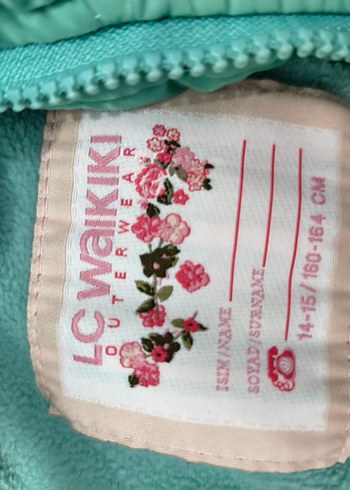 LC WAIKIKI
OUTERWEAR
ISIM/NAME
SOYAD/SURNAME
14-15/160-164 CM